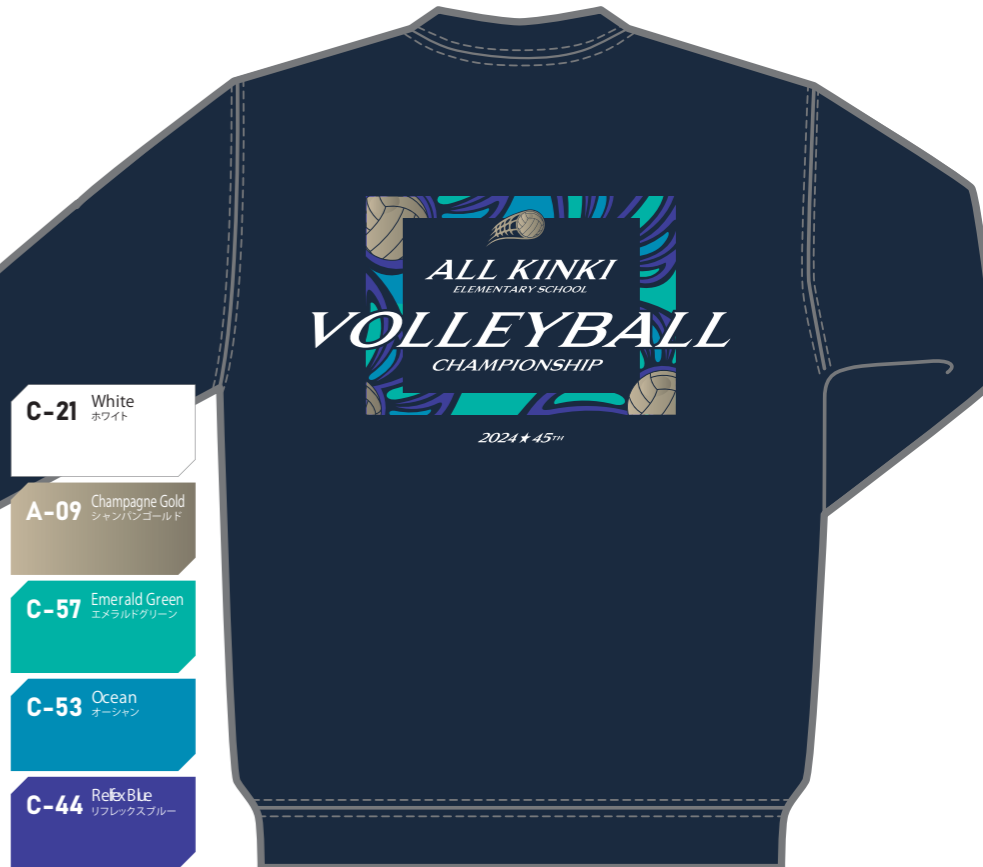 ALL KINKI
ELEMENTARY SCHOOL
VOLLEYBALL
CHAMPIONSHIP
2024★45TH
C-21 White
ホワイト
A-09 Champagne Gold
シャンパンゴールド
C-57 Emerald Green
エメラルドグリーン
C-53 Ocean
オーシャン
C-44 Reflex Blue
リフレックスブルー